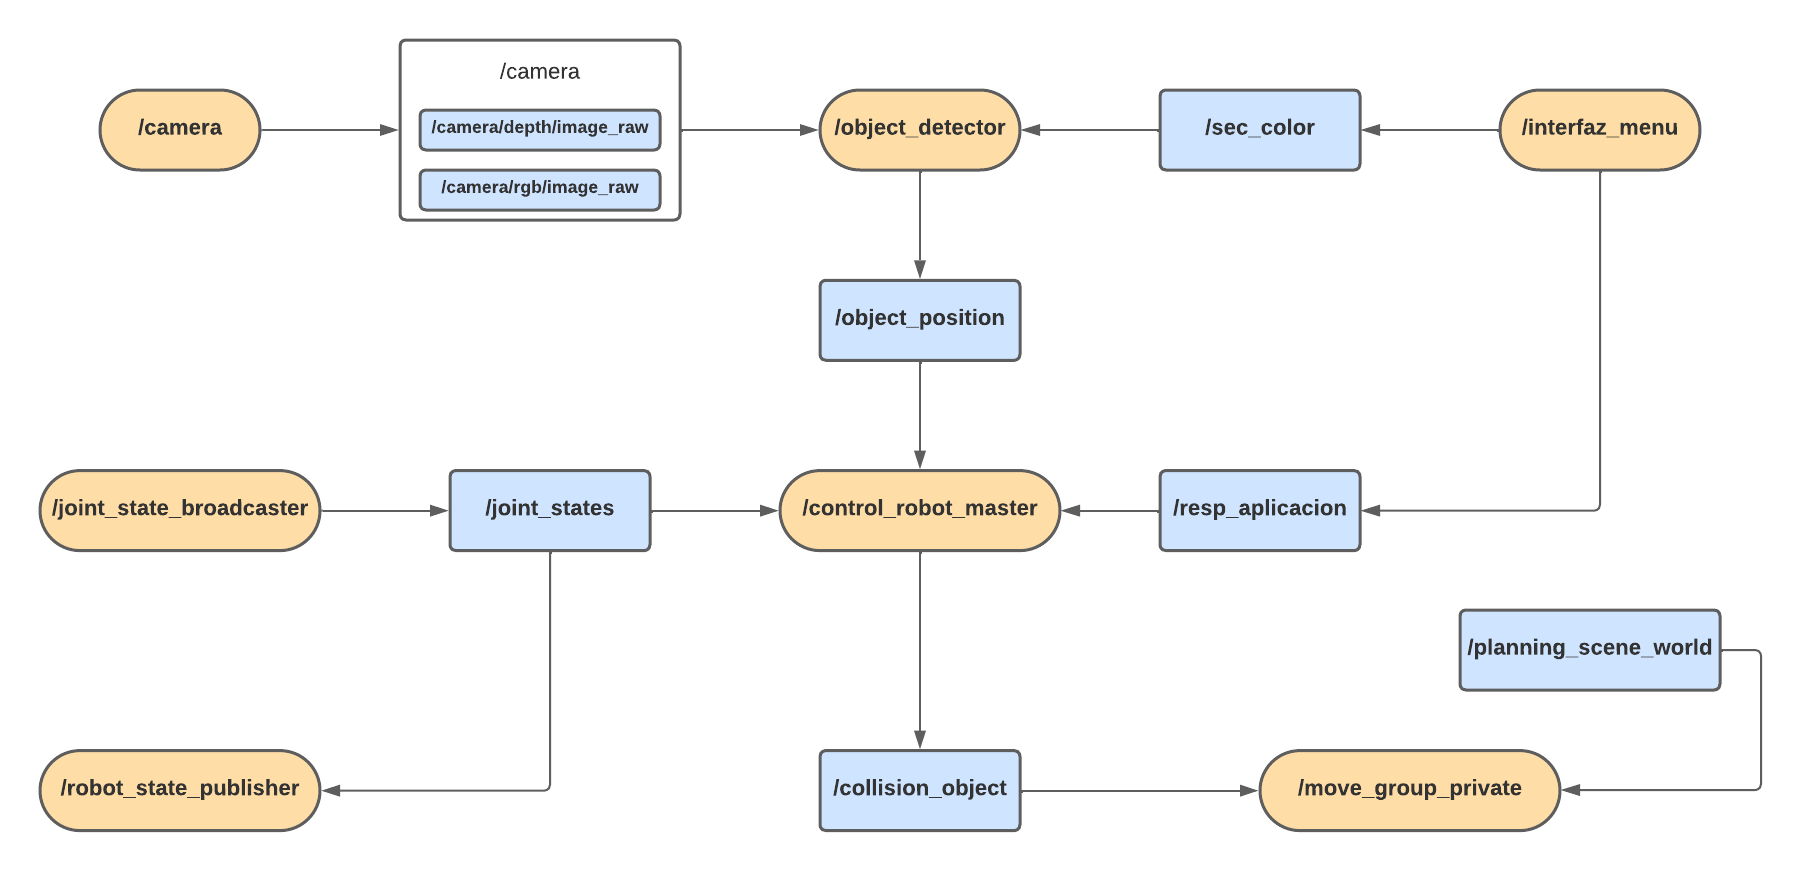 /camera
/camera
/camera/depth/image_raw
/camera/rgb/image_raw
/object_detector
/sec_color
/interfaz_menu
/object_position
/joint_state_broadcaster
/joint_states
/control_robot_master
/resp_aplicacion
/planning_scene_world
/robot_state_publisher
/collision_object
/move_group_private